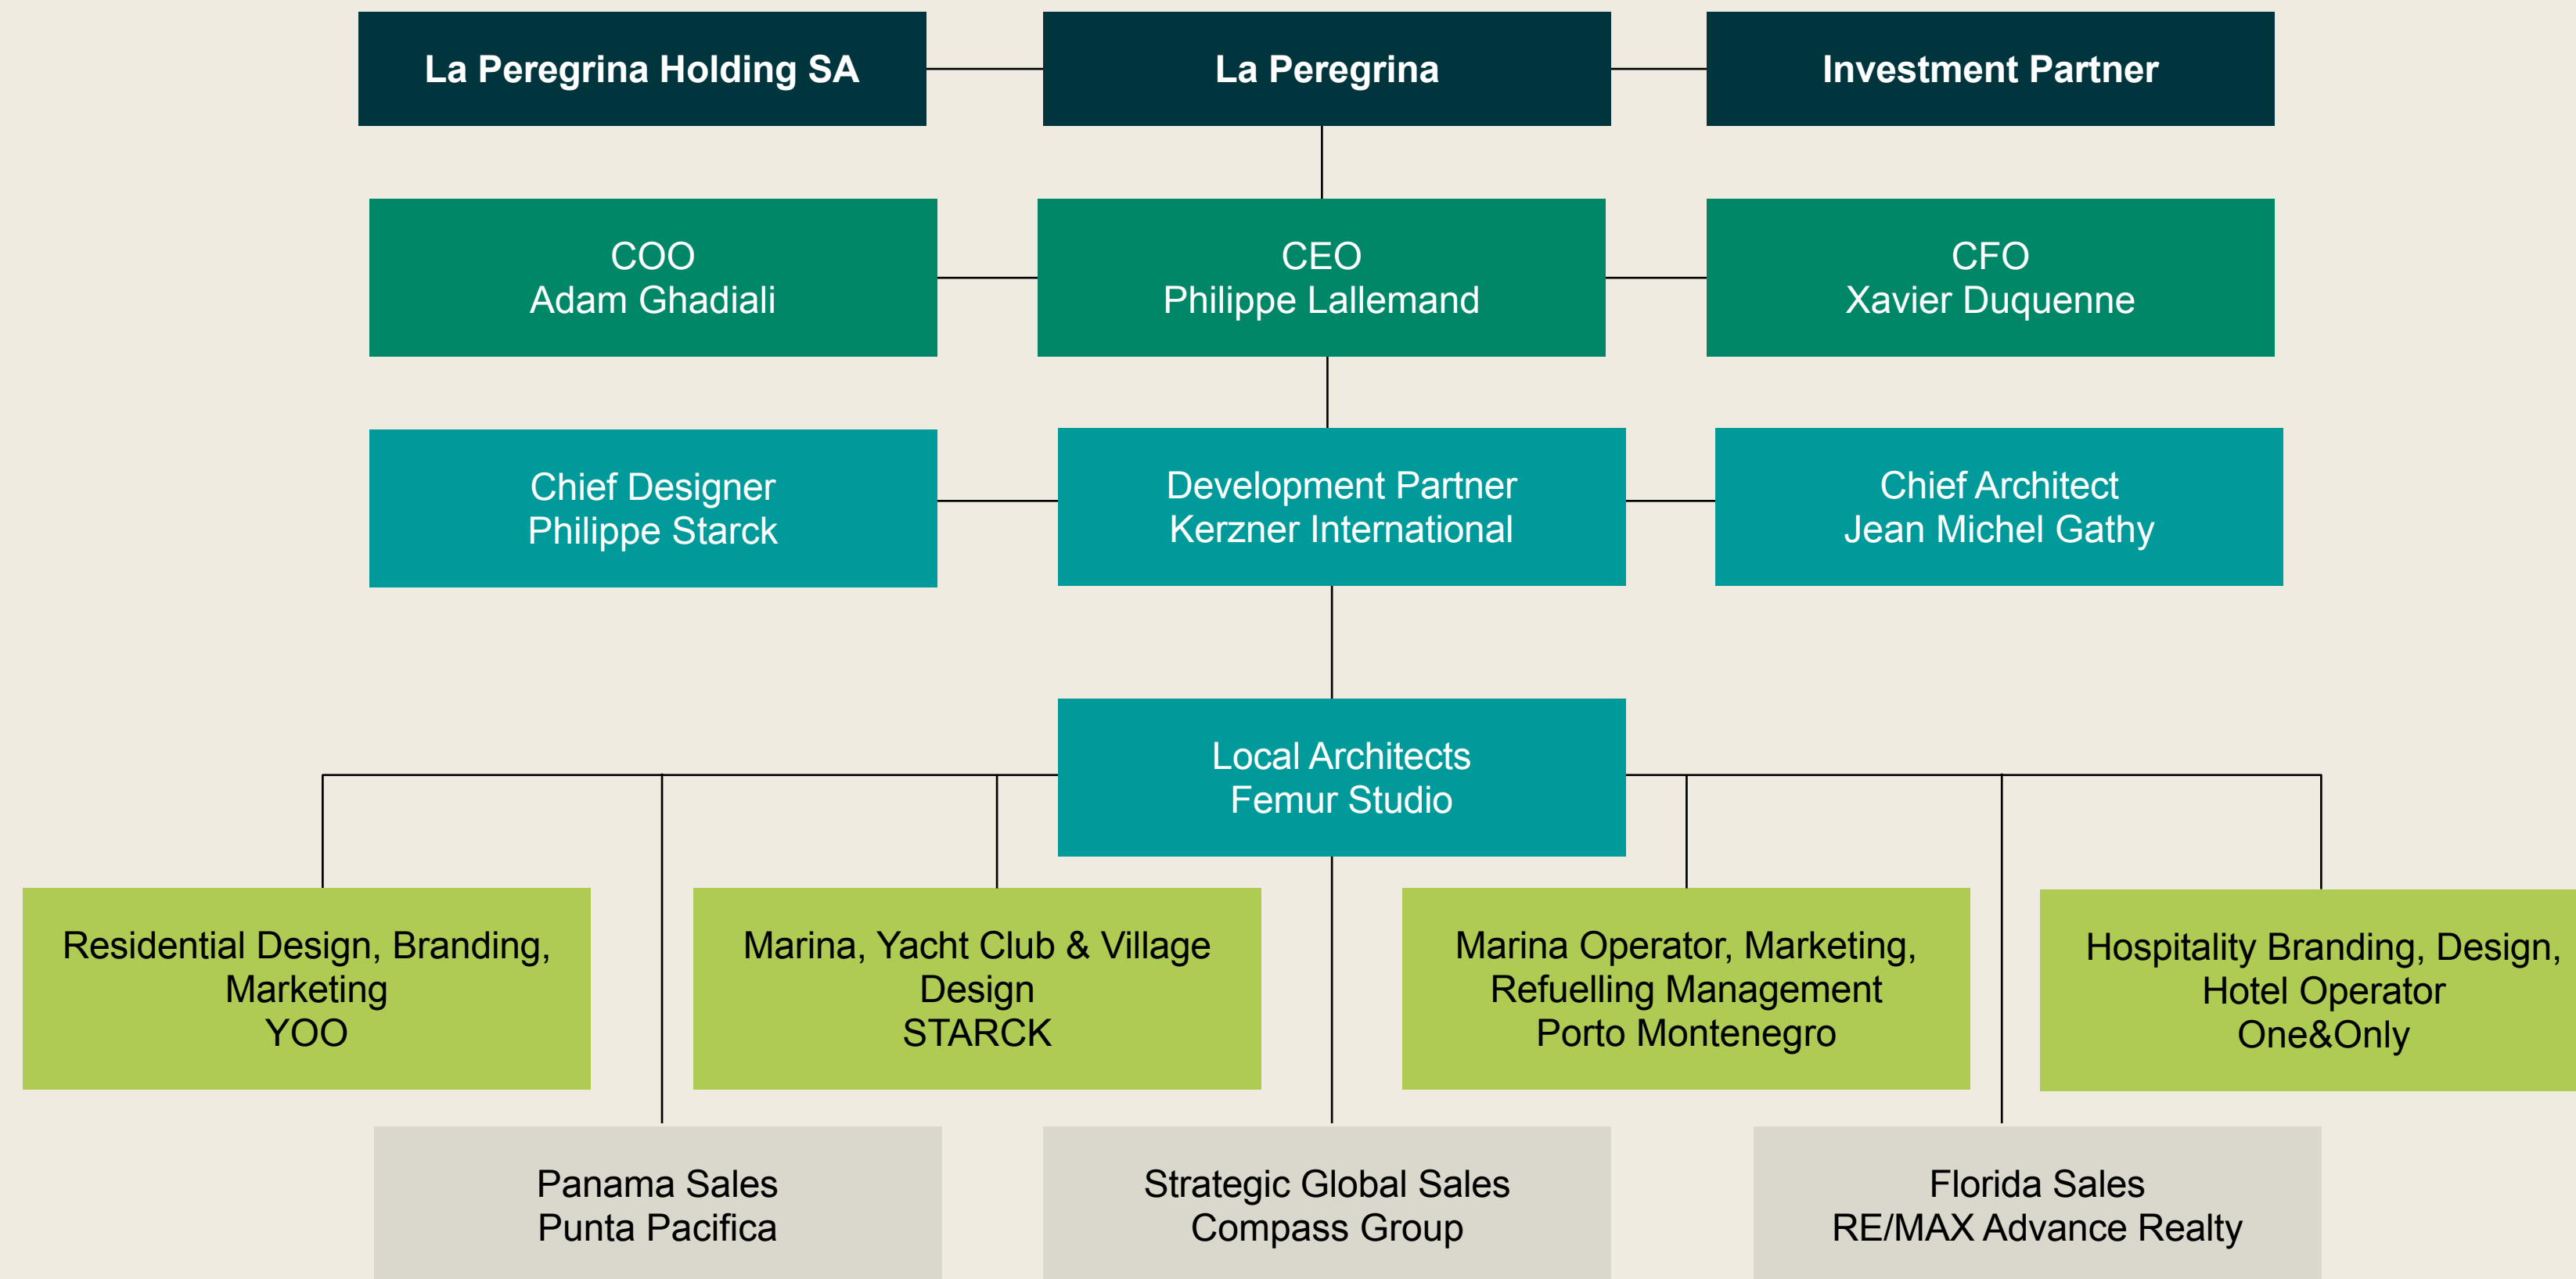 La Peregrina Holding SA
La Peregrina
Investment Partner
COO
Adam Ghadiali
CEO
Philippe Lallemand
CFO
Xavier Duquenne
Chief Designer
Philippe Starck
Development Partner
Kerzner International
Chief Architect
Jean Michel Gathy
Local Architects
Femur Studio
Residential Design, Branding,
Marketing
YOO
Marina, Yacht Club & Village
Design
STARCK
Marina Operator, Marketing,
Refuelling Management
Porto Montenegro
Hospitality Branding, Design,
Hotel Operator
One&Only
Panama Sales
Punta Pacifica
Strategic Global Sales
Compass Group
Florida Sales
RE/MAX Advance Realty